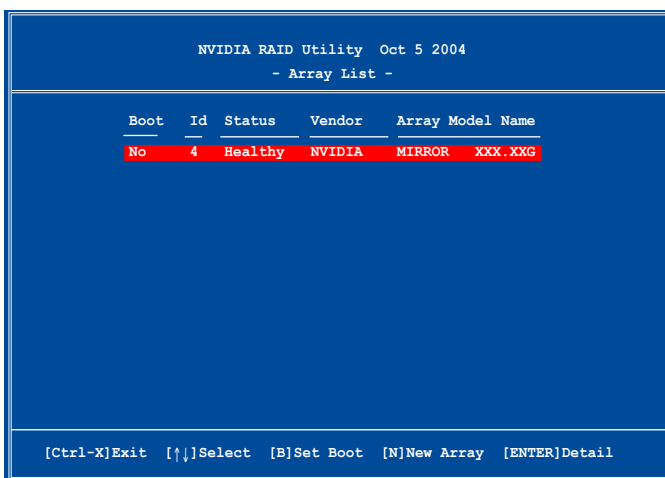 NVIDIA RAID Utility  Oct 5 2004
- Array List -
Boot  Id  Status  Vendor  Array Model Name
No  4  Healthy  NVIDIA  MIRROR  XXX.XXG
[Ctrl-X]Exit  [↑↓]Select  [B]Set Boot  [N]New Array  [ENTER]Detail